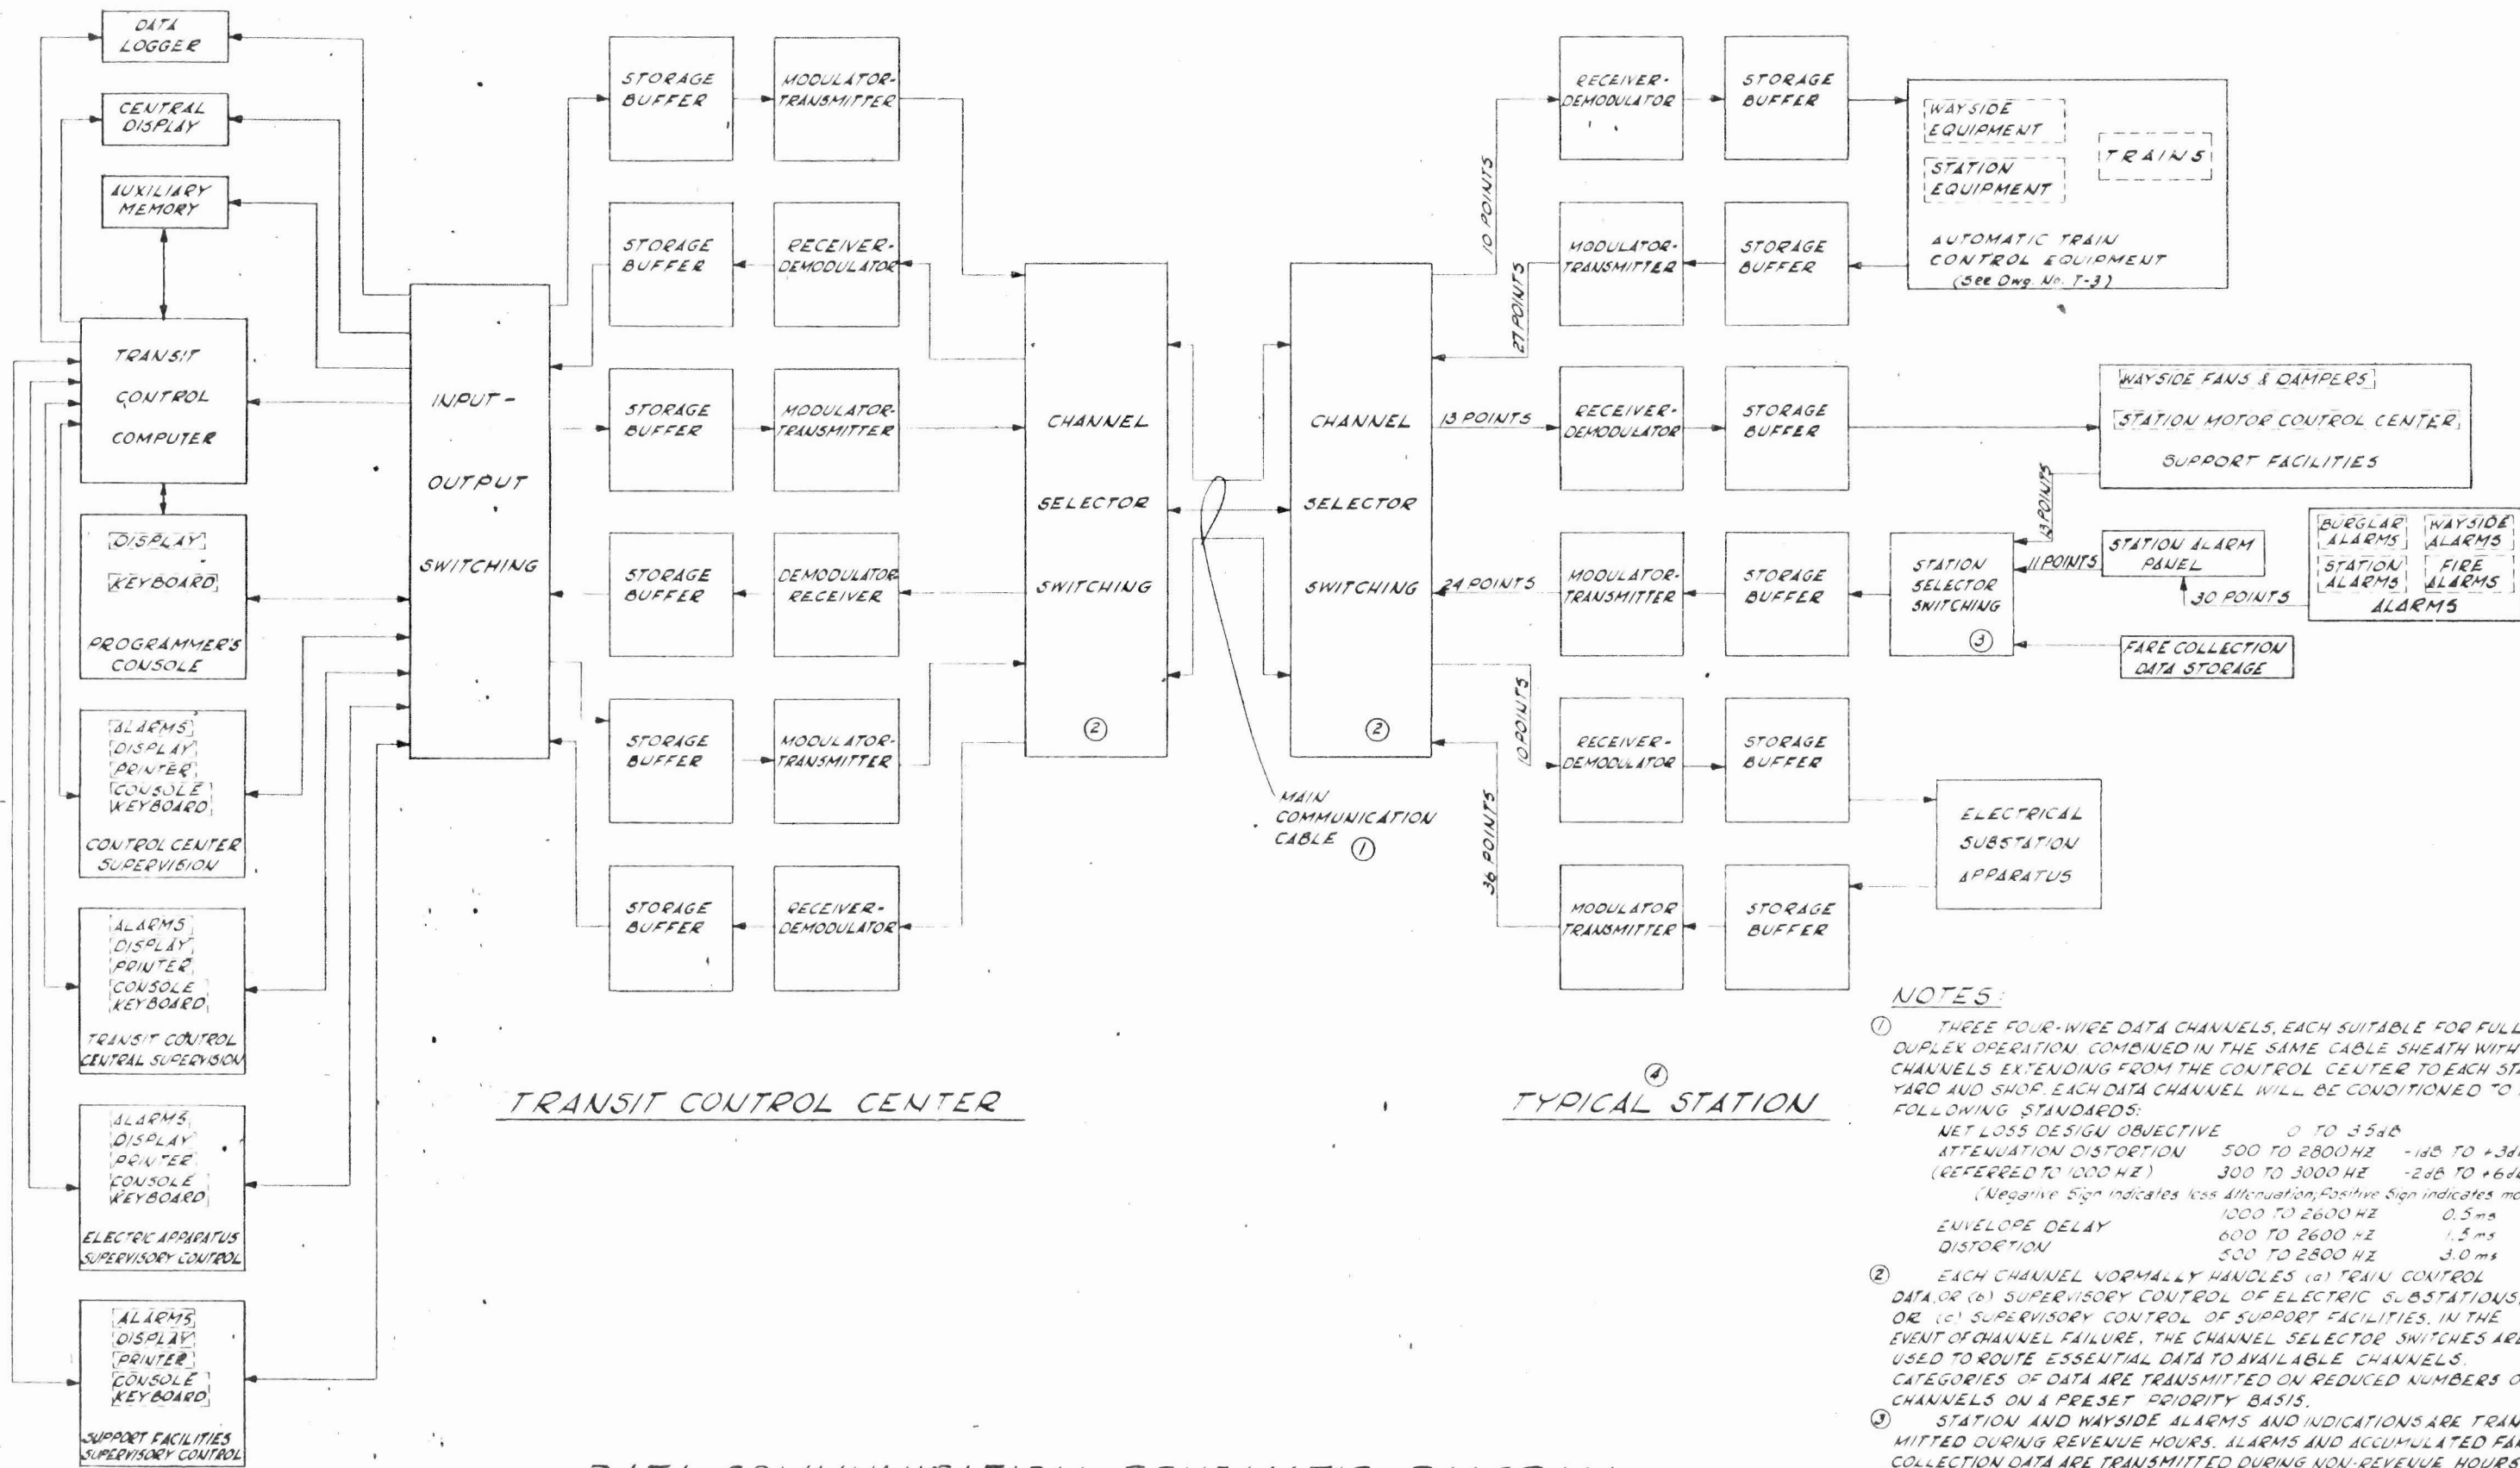 DATA
LOGGER
CENTRAL
DISPLAY
AUXILIARY
MEMORY
TRANSIT
CONTROL
COMPUTER
DISPLAY
KEYBOARD
PROGRAMMER'S
CONSOLE
ALARMS
DISPLAY
PRINTER
CONSOLE
KEYBOARD
CONTROL CENTER
SUPERVISION
ALARMS
DISPLAY
PRINTER
CONSOLE
KEYBOARD
TRANSIT CONTROL
CENTRAL SUPERVISION
ALARMS
DISPLAY
PRINTER
CONSOLE
KEYBOARD
ELECTRIC APPARATUS
SUPERVISORY CONTROL
ALARMS
DISPLAY
PRINTER
CONSOLE
KEYBOARD
SUPPORT FACILITIES
SUPERVISORY CONTROL
INPUT-
OUTPUT
SWITCHING
STORAGE
BUFFER
MODULATOR-
TRANSMITTER
STORAGE
BUFFER
RECEIVER-
DEMODULATOR
STORAGE
BUFFER
MODULATOR-
TRANSMITTER
STORAGE
BUFFER
DEMODULATOR
RECEIVER
STORAGE
BUFFER
MODULATOR-
TRANSMITTER
STORAGE
BUFFER
RECEIVER-
DEMODULATOR
CHANNEL
SELECTOR
SWITCHING
2
MAIN
COMMUNICATION
CABLE 1
CHANNEL
SELECTOR
SWITCHING
2
10 POINTS
27 POINTS
13 POINTS
24 POINTS
10 POINTS
36 POINTS
RECEIVER-
DEMODULATOR
STORAGE
BUFFER
MODULATOR-
TRANSMITTER
STORAGE
BUFFER
RECEIVER-
DEMODULATOR
STORAGE
BUFFER
MODULATOR-
TRANSMITTER
STORAGE
BUFFER
RECEIVER-
DEMODULATOR
STORAGE
BUFFER
MODULATOR
TRANSMITTER
STORAGE
BUFFER
WAYSIDE
EQUIPMENT
TRAINS
STATION
EQUIPMENT
AUTOMATIC TRAIN
CONTROL EQUIPMENT
(See Dwg. No. T-3)
WAYSIDE FANS & DAMPERS
STATION MOTOR CONTROL CENTER
SUPPORT FACILITIES
13 POINTS
STATION
SELECTOR
SWITCHING
3
11 POINTS
STATION ALARM
PANEL
30 POINTS
BURGLAR
ALARMS
WAYSIDE
ALARMS
STATION
ALARMS
FIRE
ALARMS
ALARMS
FARE COLLECTION
DATA STORAGE
ELECTRICAL
SUBSTATION
APPARATUS
TRANSIT CONTROL CENTER
4
TYPICAL STATION
NOTES:
1 THREE FOUR-WIRE DATA CHANNELS, EACH SUITABLE FOR FULL
DUPLEX OPERATION COMBINED IN THE SAME CABLE SHEATH WITH
CHANNELS EXTENDING FROM THE CONTROL CENTER TO EACH
YARD AND SHOP. EACH DATA CHANNEL WILL BE CONDITIONED TO
FOLLOWING STANDARDS:
NET LOSS DESIGN OBJECTIVE 0 TO 3.5dB
ATTENUATION DISTORTION 500 TO 2800 HZ -1dB TO +3dB
(REFERRED TO 1000 HZ) 300 TO 3000 HZ -2dB TO +6dB
(Negative Sign indicates less Attenuation; Positive Sign indicates
1000 TO 2600 HZ 0.5 ms
ENVELOPE DELAY
600 TO 2600 HZ 1.5 ms
DISTORTION
500 TO 2800 HZ 3.0 ms
2 EACH CHANNEL NORMALLY HANDLES (a) TRAIN CONTROL
DATA, OR (b) SUPERVISORY CONTROL OF ELECTRIC SUBSTATIONS,
OR (c) SUPERVISORY CONTROL OF SUPPORT FACILITIES. IN THE
EVENT OF CHANNEL FAILURE, THE CHANNEL SELECTOR SWITCHES ARE
USED TO ROUTE ESSENTIAL DATA TO AVAILABLE CHANNELS.
CATEGORIES OF DATA ARE TRANSMITTED ON REDUCED NUMBERS
CHANNELS ON A PRESET PRIORITY BASIS.
3 STATION AND WAYSIDE ALARMS AND INDICATIONS ARE TRANS
MITTED DURING REVENUE HOURS. ALARMS AND ACCUMULATED
COLLECTION DATA ARE TRANSMITTED DURING NON-REVENUE HOURS